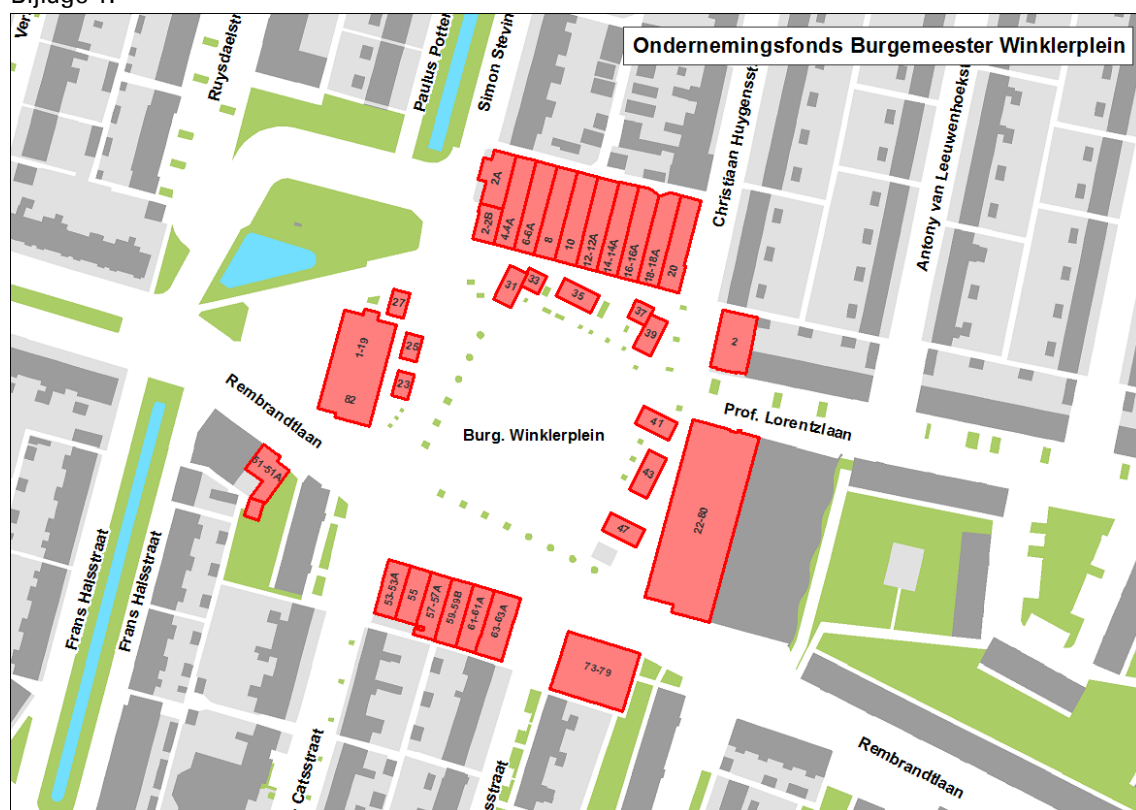 Ondernemingsfonds Burgemeester Winklerplein
Ruysdaelstr
Paulus Potter
Simon Stevin
Christiaan Huygensst
Antony van Leeuwenhoekst
2A
2-2B
4-4A
6-6A
8
10
12-12A
14-14A
16-16A
18-18A
20
31
33
35
37
39
2
27
25
23
1-19
82
Rembrandtlaan
Burg. Winklerplein
Prof. Lorentzlaan
41
43
47
22-80
51-51A
Frans Halsstraat
Frans Halsstraat
53-53A
55
57-57A
59-59B
61-61A
63-63A
73-79
Catsstraat
sstraat
Rembrandtlaan